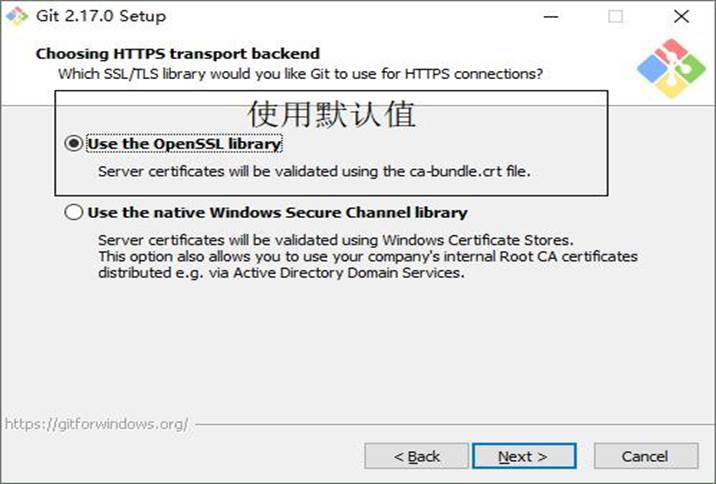 Git 2.17.0 Setup
Choosing HTTPS transport backend
Which SSL/TLS library would you like Git to use for HTTPS connections?
使用默认值
Use the OpenSSL library
Server certificates will be validated using the ca-bundle.crt file.
Use the native Windows Secure Channel library
Server certificates will be validated using Windows Certificate Stores.
This option also allows you to use your company's internal Root CA certificates
distributed e.g. via Active Directory Domain Services.
https://gitforwindows.org/
< Back Next > Cancel